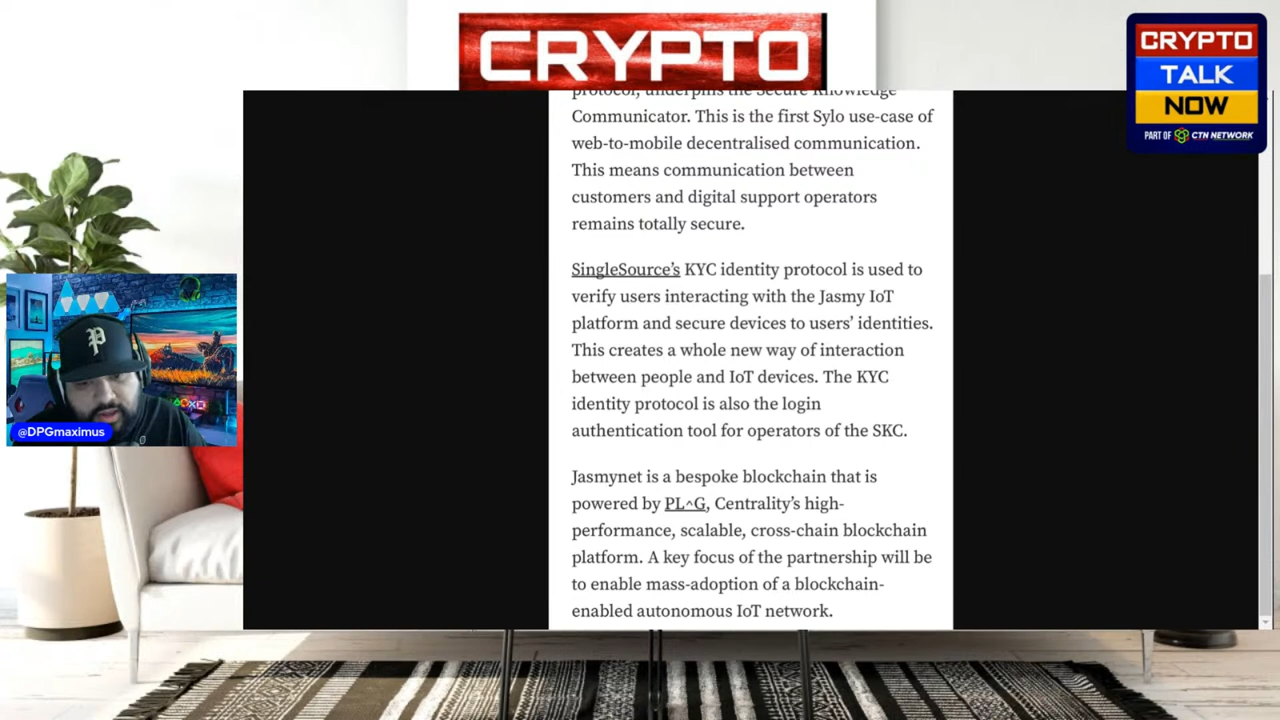 CRYPTO
CRYPTO
TALK
NOW
PART OF CTN NETWORK
protocol, underpins the Secure Knowledge
Communicator. This is the first Sylo use-case of
web-to-mobile decentralised communication.
This means communication between
customers and digital support operators
remains totally secure.
SingleSource’s KYC identity protocol is used to
verify users interacting with the Jasmy IoT
platform and secure devices to users’ identities.
This creates a whole new way of interaction
between people and IoT devices. The KYC
identity protocol is also the login
authentication tool for operators of the SKC.
Jasmynet is a bespoke blockchain that is
powered by PL^G, Centrality’s high-
performance, scalable, cross-chain blockchain
platform. A key focus of the partnership will be
to enable mass-adoption of a blockchain-
enabled autonomous IoT network.
P
@DPGmaximus